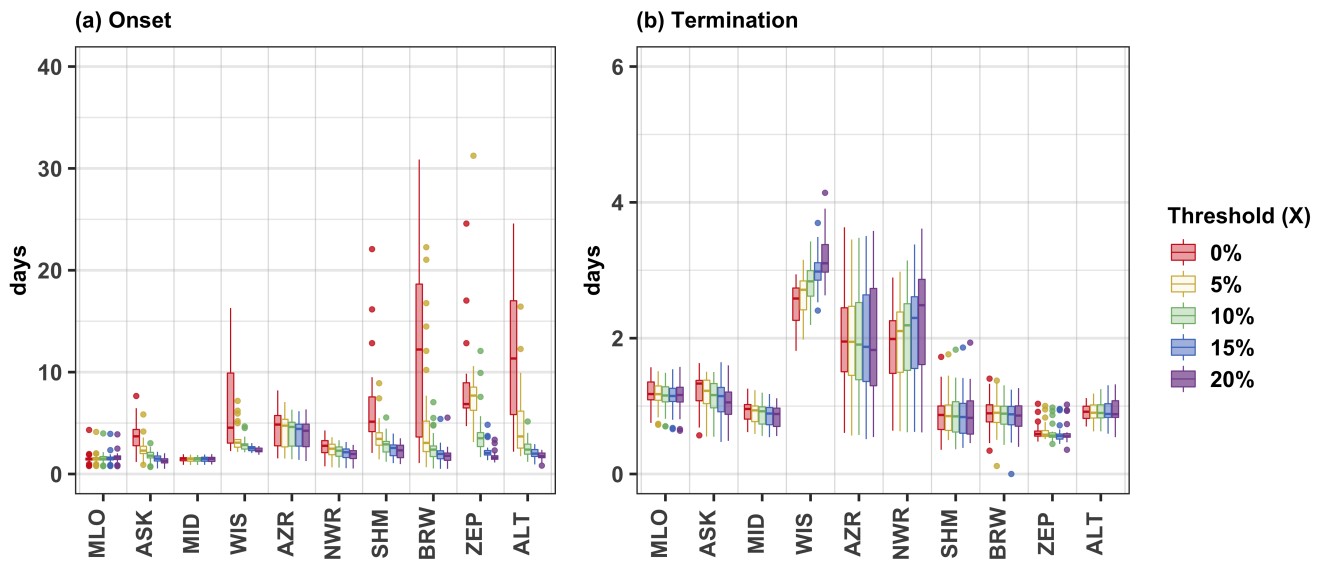 (a) Onset
(b) Termination
days
40
30
20
10
0
MLO
ASK
MID
WIS
AZR
NWR
SHM
BRW
ZEP
ALT
days
6
4
2
0
MLO
ASK
MID
WIS
AZR
NWR
SHM
BRW
ZEP
ALT
Threshold (X)
0%
5%
10%
15%
20%